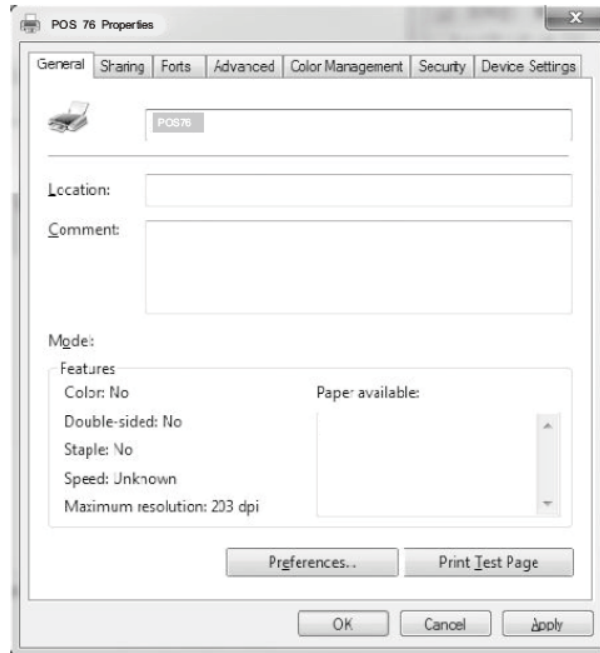 POS 76 Properties
General Sharing Forts Advanced Color Management Security Device Settings
POS76
Location:
Comment:
Model:
Features
Color: No
Paper available:
Double-sided: No
Staple: No
Speed: Unknown
Maximum resolution: 203 dpi
Preferences... Print Test Page
OK Cancel Apply